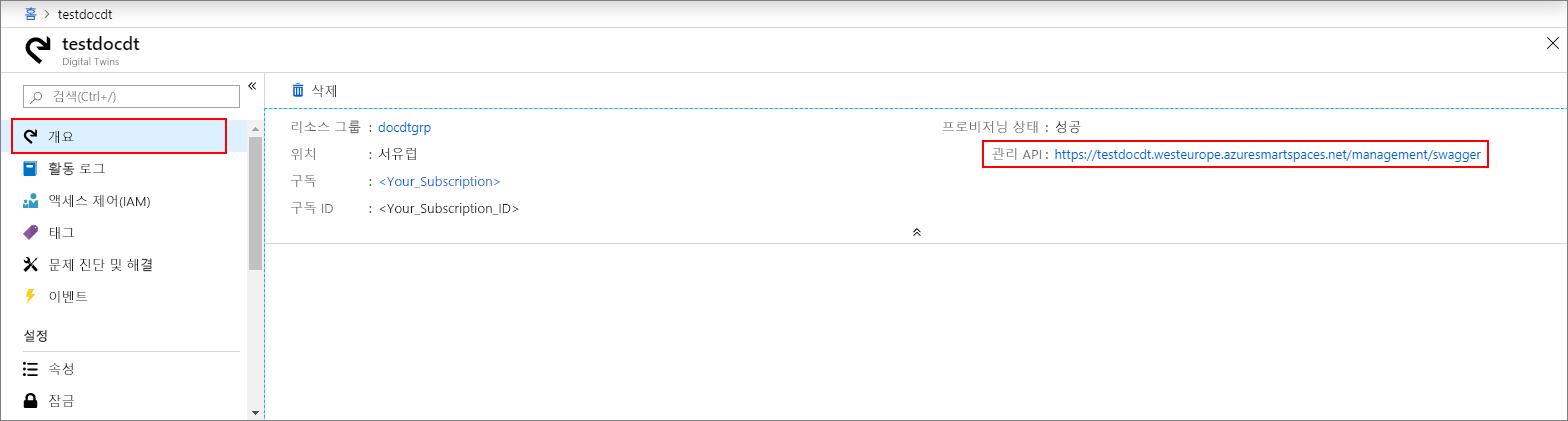 홈 > testdocdt
testdocdt
Digital Twins
검색(Ctrl+/)
개요
활동 로그
액세스 제어(IAM)
태그
문제 진단 및 해결
이벤트
설정
속성
잠금
삭제
리소스 그룹 : docdtgrp
위치 : 서유럽
구독 : <Your_Subscription>
구독 ID : <Your_Subscription_ID>
프로비저닝 상태 : 성공
관리 API : https://testdocdt.westeurope.azuresmartspaces.net/management/swagger